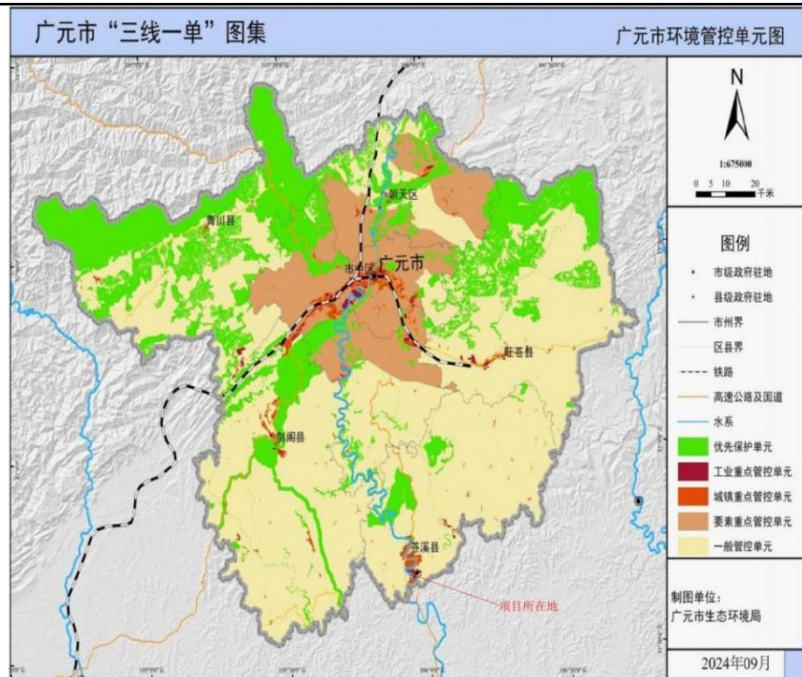 广元市“三线一单”图集
广元市环境管控单元图
N
1:675000
0 5 10 20
千米
朝天区
青川县
广元市
市中区
旺苍县
剑阁县
苍溪县
项目所在地
图例
市级政府驻地
县级政府驻地
市州界
区县界
铁路
高速公路及国道
水系
优先保护单元
工业重点管控单元
城镇重点管控单元
要素重点管控单元
一般管控单元
制图单位:
广元市生态环境局
2024年09月